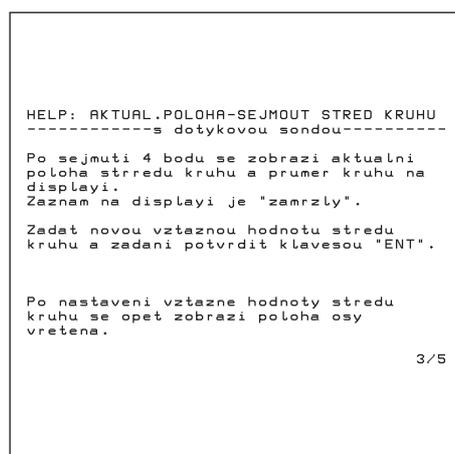 HELP: AKTUAL.POLOHA-SEJMOUT STRED KRUHU
------------s dotykovou sondou----------
Po sejmuti 4 bodu se zobrazi aktualni
poloha strredu kruhu a prumer kruhu na
displayi.
Zaznam na displayi je "zamrzly".
Zadat novou vztaznou hodnotu stredu
kruhu a zadani potvrdit klavesou "ENT".
Po nastaveni vztazne hodnoty stredu
kruhu se opet zobrazi poloha osy
vretena.
3/5